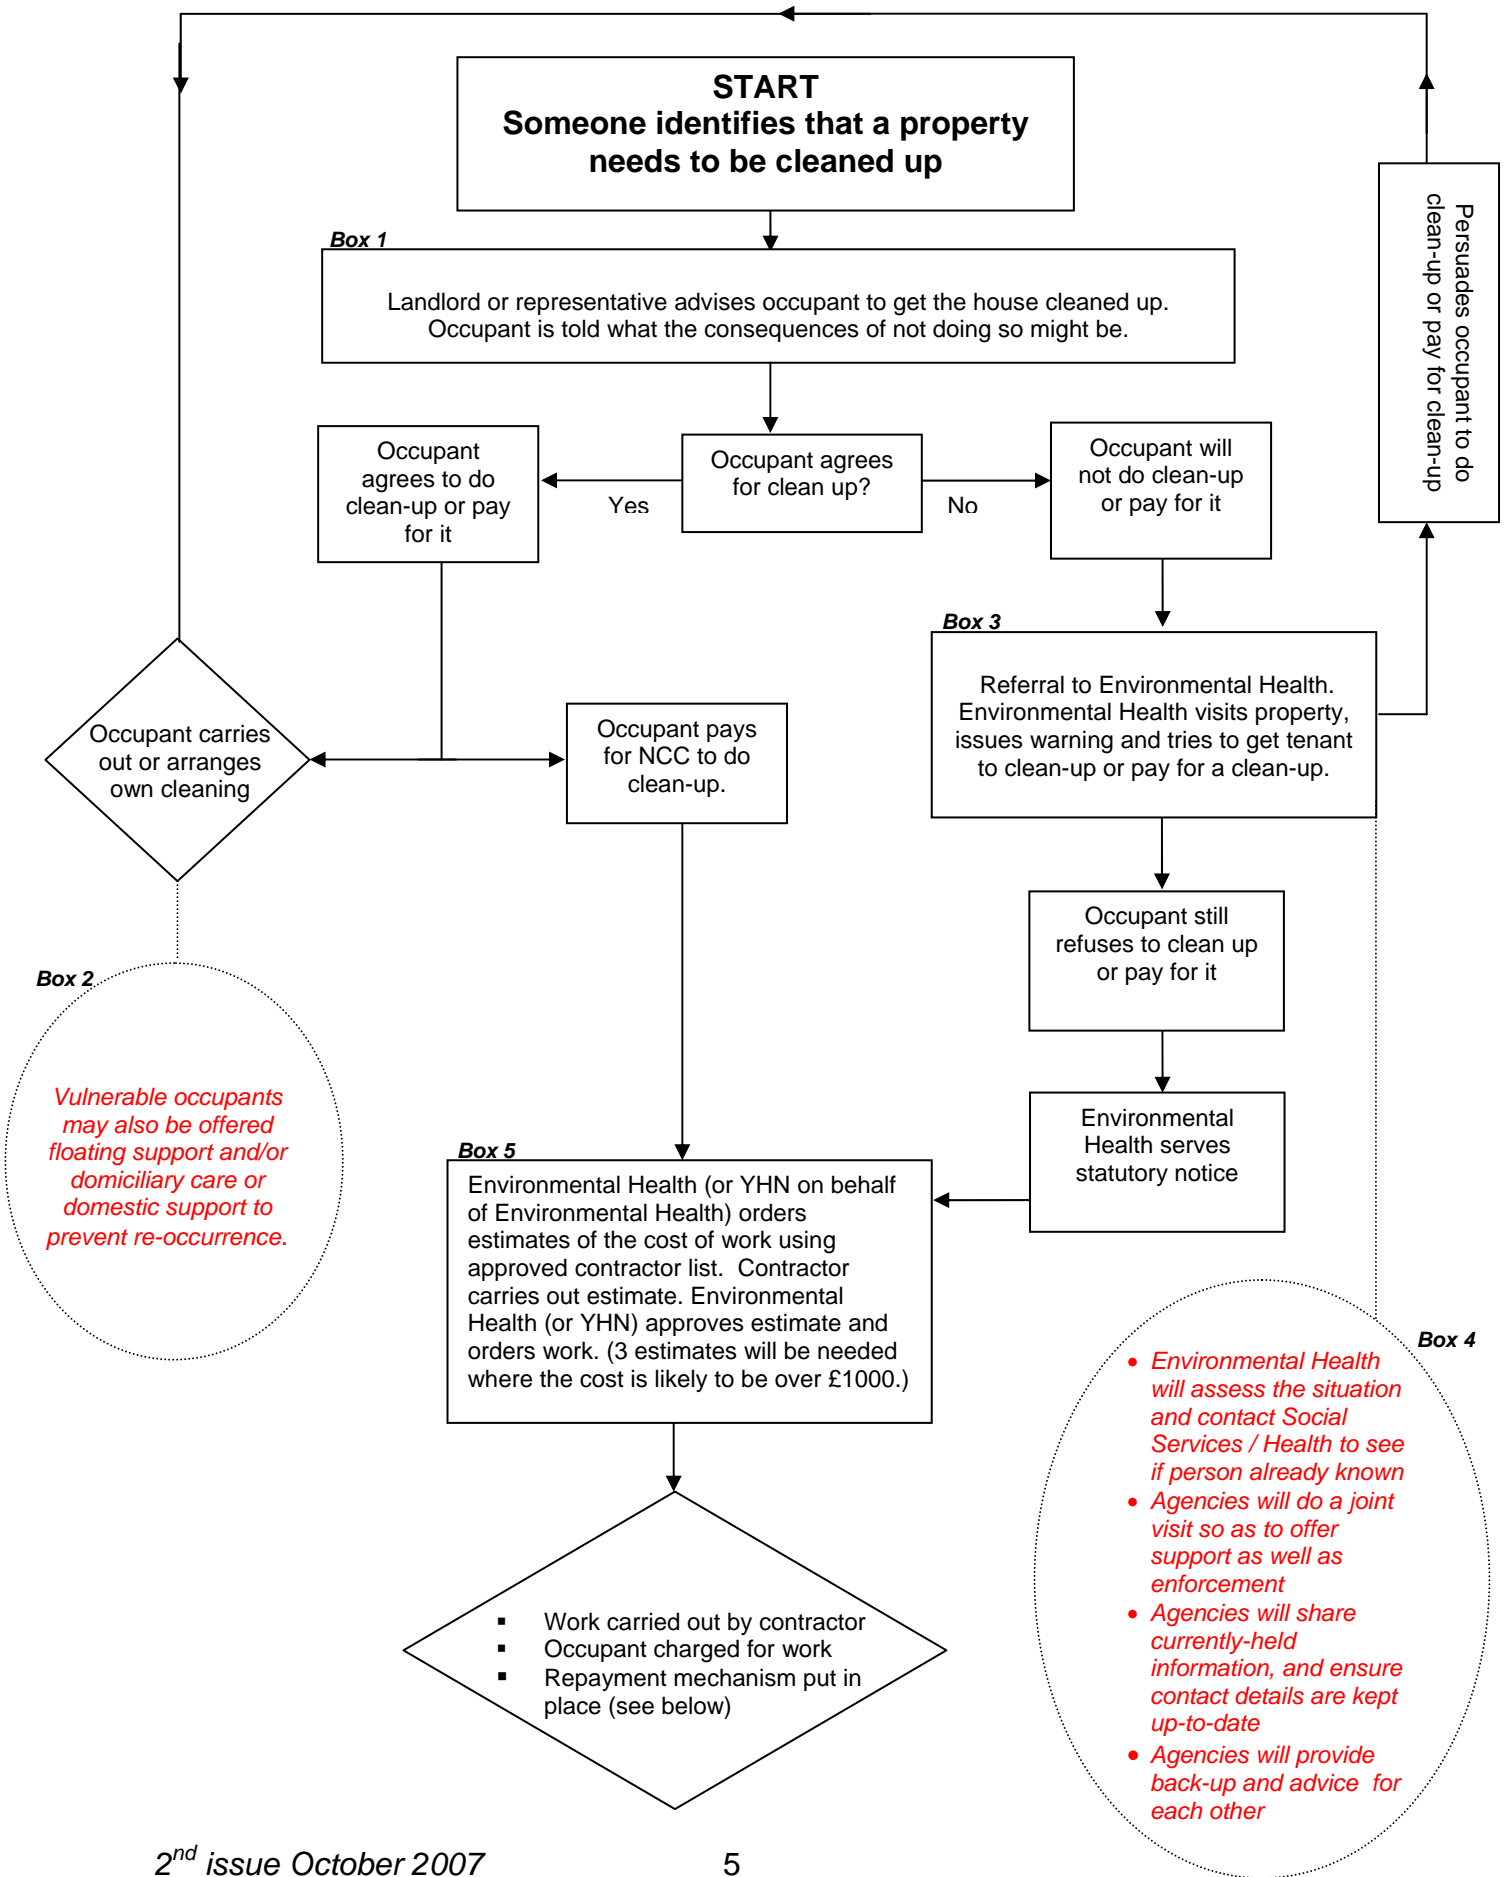 START
Someone identifies that a property
needs to be cleaned up
Box 1
Landlord or representative advises occupant to get the house cleaned up.
Occupant is told what the consequences of not doing so might be.
Persuades occupant to do
clean-up or pay for clean-up
Occupant
agrees to do
clean-up or pay
for it
Yes
Occupant agrees
for clean up?
No
Occupant will
not do clean-up
or pay for it
Box 3
Referral to Environmental Health.
Environmental Health visits property,
issues warning and tries to get tenant
to clean-up or pay for a clean-up.
Occupant carries
out or arranges
own cleaning
Occupant pays
for NCC to do
clean-up.
Occupant still
refuses to clean up
or pay for it
Box 2
Vulnerable occupants
may also be offered
floating support and/or
domiciliary care or
domestic support to
prevent re-occurrence.
Environmental
Health serves
statutory notice
Box 5
Environmental Health (or YHN on behalf
of Environmental Health) orders
estimates of the cost of work using
approved contractor list. Contractor
carries out estimate. Environmental
Health (or YHN) approves estimate and
orders work. (3 estimates will be needed
where the cost is likely to be over £1000.)
Box 4
• Environmental Health
will assess the situation
and contact Social
Services / Health to see
if person already known
• Agencies will do a joint
visit so as to offer
support as well as
enforcement
• Agencies will share
currently-held
information, and ensure
contact details are kept
up-to-date
• Agencies will provide
back-up and advice for
each other
▪ Work carried out by contractor
▪ Occupant charged for work
▪ Repayment mechanism put in
place (see below)
2nd issue October 2007
5